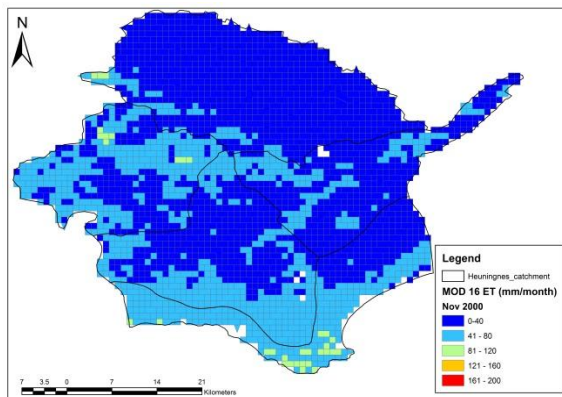 N
Legend
Heuningnes_catchment
MOD 16 ET (mm/month)
Nov 2000
0-40
41 - 80
81 - 120
121 - 160
161 - 200
7 3.5 0 7 14 21
Kilometers